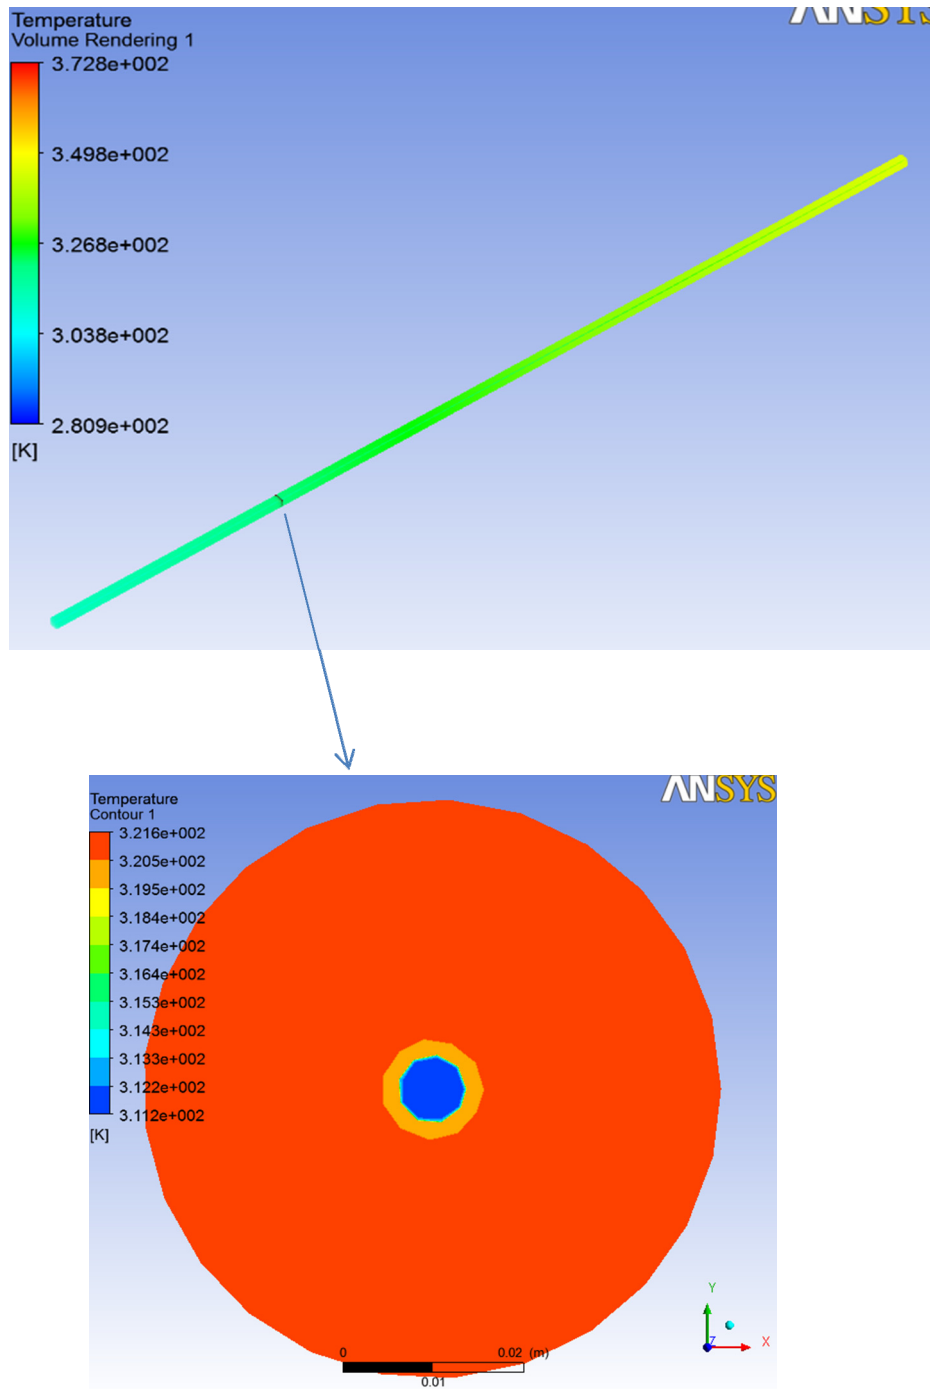 Temperature
Volume Rendering 1
ANSYS
3.728e+002
3.498e+002
3.268e+002
3.038e+002
2.809e+002
[K]
Temperature
Contour 1
ANSYS
3.216e+002
3.205e+002
3.195e+002
3.184e+002
3.174e+002
3.164e+002
3.153e+002
3.143e+002
3.133e+002
3.122e+002
3.112e+002
[K]
Y
Z
X
0
0.02 (m)
0.01